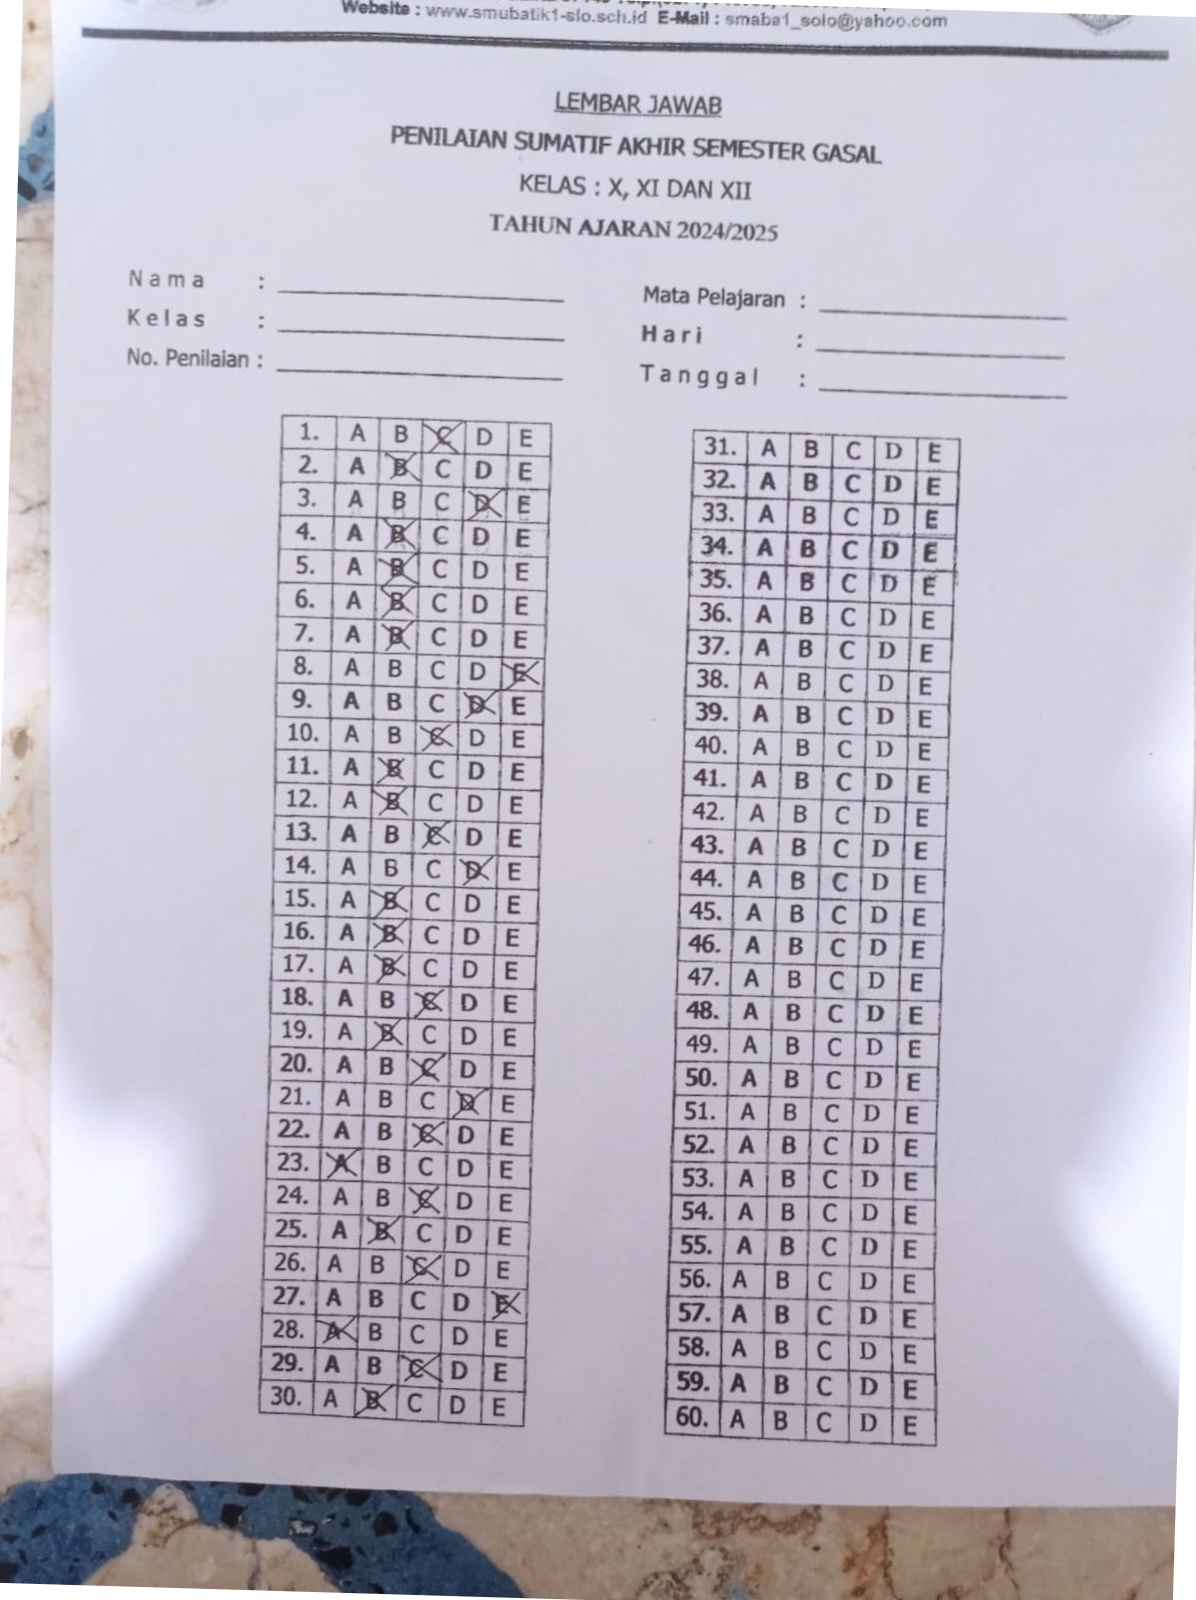 Website : www.smubatik1-slo.sch.id E-Mail : smaba1_solo@yahoo.com
LEMBAR JAWAB
PENILAIAN SUMATIF AKHIR SEMESTER GASAL
KELAS : X, XI DAN XII
TAHUN AJARAN 2024/2025
Nama :
Kelas :
No. Penilaian :
Mata Pelajaran :
Hari :
Tanggal :
1. A B C D E
2. A B C D E
3. A B C D E
4. A B C D E
5. A B C D E
6. A B C D E
7. A B C D E
8. A B C D E
9. A B C D E
10. A B C D E
11. A B C D E
12. A B C D E
13. A B C D E
14. A B C D E
15. A B C D E
16. A B C D E
17. A B C D E
18. A B C D E
19. A B C D E
20. A B C D E
21. A B C D E
22. A B C D E
23. A B C D E
24. A B C D E
25. A B C D E
26. A B C D E
27. A B C D E
28. A B C D E
29. A B C D E
30. A B C D E
31. A B C D E
32. A B C D E
33. A B C D E
34. A B C D E
35. A B C D E
36. A B C D E
37. A B C D E
38. A B C D E
39. A B C D E
40. A B C D E
41. A B C D E
42. A B C D E
43. A B C D E
44. A B C D E
45. A B C D E
46. A B C D E
47. A B C D E
48. A B C D E
49. A B C D E
50. A B C D E
51. A B C D E
52. A B C D E
53. A B C D E
54. A B C D E
55. A B C D E
56. A B C D E
57. A B C D E
58. A B C D E
59. A B C D E
60. A B C D E